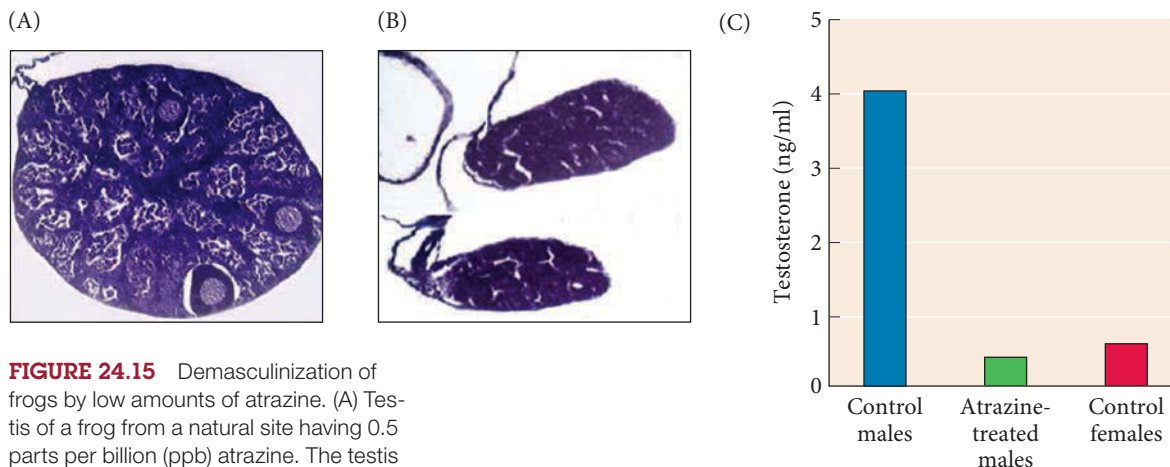 (A)
(B)
(C)
FIGURE 24.15 Demasculinization of
frogs by low amounts of atrazine. (A) Tes-
tis of a frog from a natural site having 0.5
parts per billion (ppb) atrazine. The testis
5
4
3
2
1
0
Testosterone (ng/ml)
Control
males
Atrazine-
treated
males
Control
females